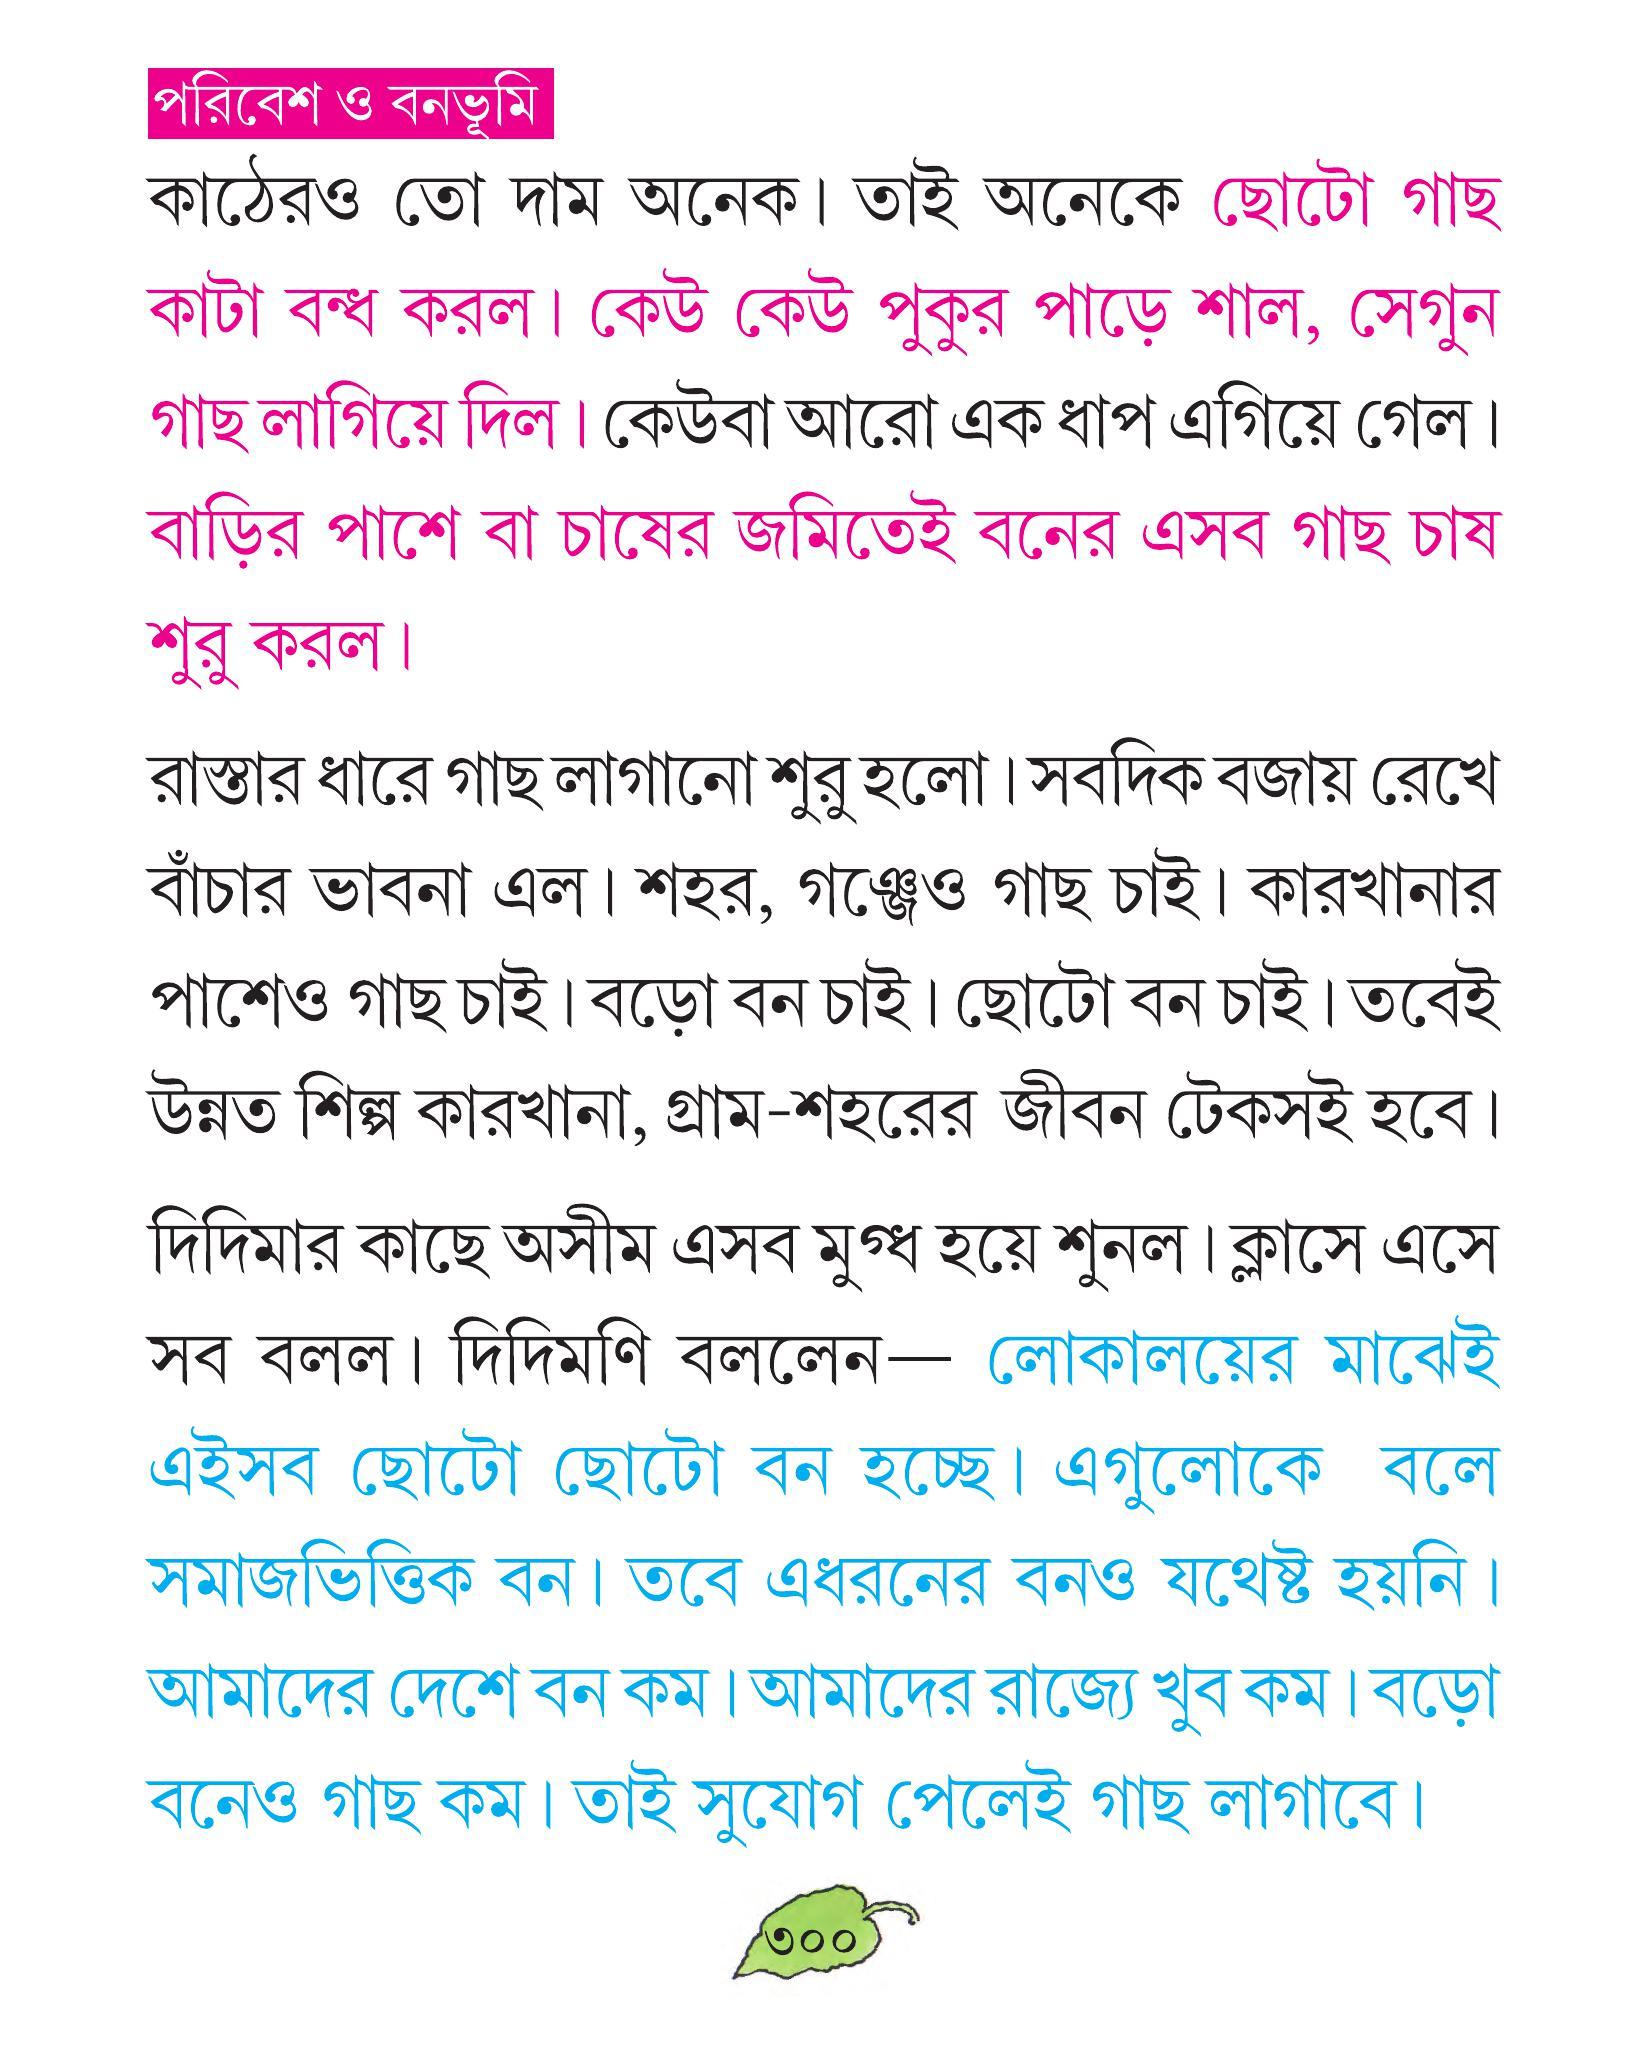 পরিবেশ ও বনভূমি
কাঠেরও তো দাম অনেক। তাই অনেকে ছোটো গাছ
কাটা বন্ধ করল। কেউ কেউ পুকুর পাড়ে শাল, সেগুন
গাছ লাগিয়ে দিল। কেউবা আরো এক ধাপ এগিয়ে গেল।
বাড়ির পাশে বা চাষের জমিতেই বনের এসব গাছ চাষ
শুরু করল।
রাস্তার ধারে গাছ লাগানো শুরু হলো। সবদিক বজায় রেখে
বাঁচার ভাবনা এল। শহর, গঞ্জেও গাছ চাই। কারখানার
পাশেও গাছ চাই। বড়ো বন চাই। ছোটো বন চাই। তবেই
উন্নত শিল্প কারখানা, গ্রাম-শহরের জীবন টেকসই হবে।
দিদিমার কাছে অসীম এসব মুগ্ধ হয়ে শুনল। ক্লাসে এসে
সব বলল। দিদিমণি বললেন— লোকালয়ের মাঝেই
এইসব ছোটো ছোটো বন হচ্ছে। এগুলোকে বলে
সমাজভিত্তিক বন। তবে এধরনের বনও যথেষ্ট হয়নি।
আমাদের দেশে বন কম। আমাদের রাজ্যে খুব কম। বড়ো
বনেও গাছ কম। তাই সুযোগ পেলেই গাছ লাগাবে।
৩০০